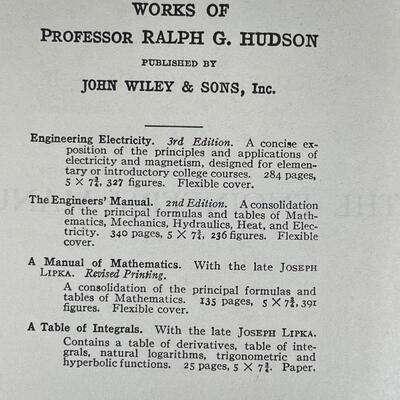 WORKS OF
PROFESSOR RALPH G. HUDSON
PUBLISHED BY
JOHN WILEY & SONS, Inc.
Engineering Electricity. 3rd Edition. A concise ex-
position of the principles and applications of
electricity and magnetism, designed for elemen-
tary or introductory college courses. 284 pages,
5 × 7¾, 327 figures. Flexible cover.
The Engineers' Manual. 2nd Edition. A consolidation
of the principal formulas and tables of Math-
ematics, Mechanics, Hydraulics, Heat, and Elec-
tricity. 340 pages, 5 × 7¾, 236 figures. Flexible
cover.
A Manual of Mathematics. With the late JOSEPH
LIPKA. Revised Printing.
A consolidation of the principal formulas and
tables of Mathematics. 135 pages, 5 × 7¾, 391
figures. Flexible cover.
A Table of Integrals. With the late JOSEPH LIPKA.
Contains a table of derivatives, table of inte-
grals, natural logarithms, trigonometric and
hyperbolic functions. 25 pages, 5 × 7¾. Paper.